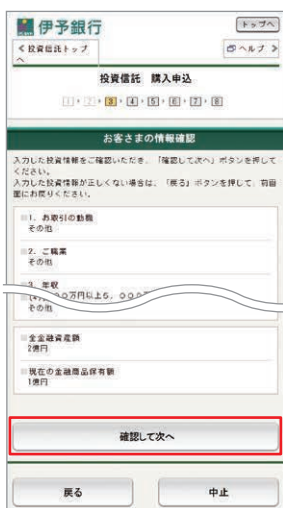 伊予銀行
トップへ
< 投資信託トップ
へ
ヘルプ >
投資信託 購入申込
1 > 2 > 3 > 4 > 5 > 6 > 7 > 8
お客さまの情報確認
入力した投資情報をご確認いただき、「確認して次へ」ボタンを押して
ください。
入力した投資情報が正しくない場合は、「戻る」ボタンを押して、前画
面にお戻りください。
1. お取引の動機
その他
2. ご職業
その他
3. 年収
万円以上5,00
その他
全金融資産額
2億円
現在の金融商品保有額
1億円
確認して次へ
戻る
中止